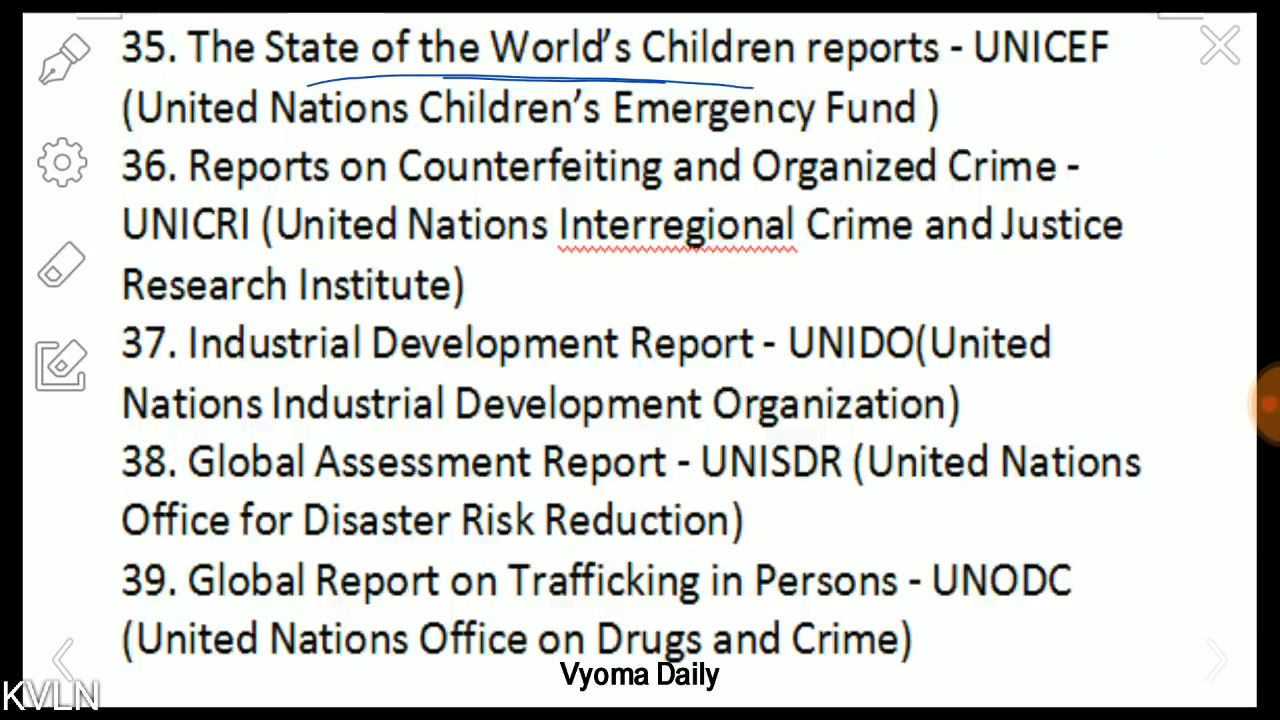 35. The State of the World's Children reports - UNICEF
(United Nations Children's Emergency Fund )
36. Reports on Counterfeiting and Organized Crime -
UNICRI (United Nations Interregional Crime and Justice
Research Institute)
37. Industrial Development Report - UNIDO(United
Nations Industrial Development Organization)
38. Global Assessment Report - UNISDR (United Nations
Office for Disaster Risk Reduction)
39. Global Report on Trafficking in Persons - UNODC
(United Nations Office on Drugs and Crime)
Vyoma Daily
KVLN